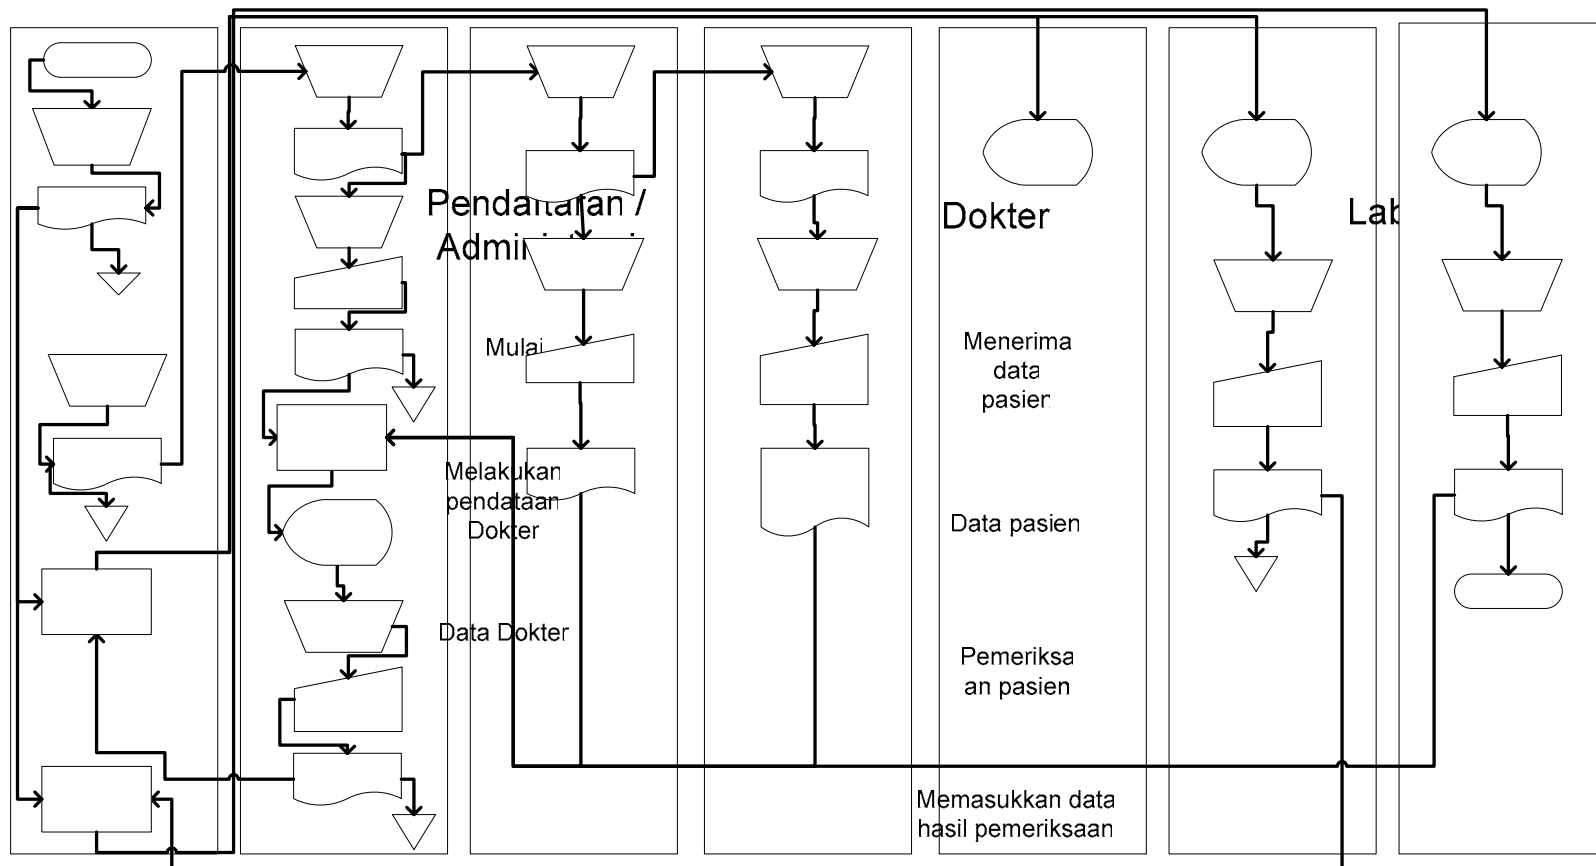 Pendaftaran /
Dokter
Lab
Mulai
Menerima
data
pasien
Melakukan
pendataan
Dokter
Data pasien
Data Dokter
Pemeriksa
an pasien
Memasukkan data
hasil pemeriksaan